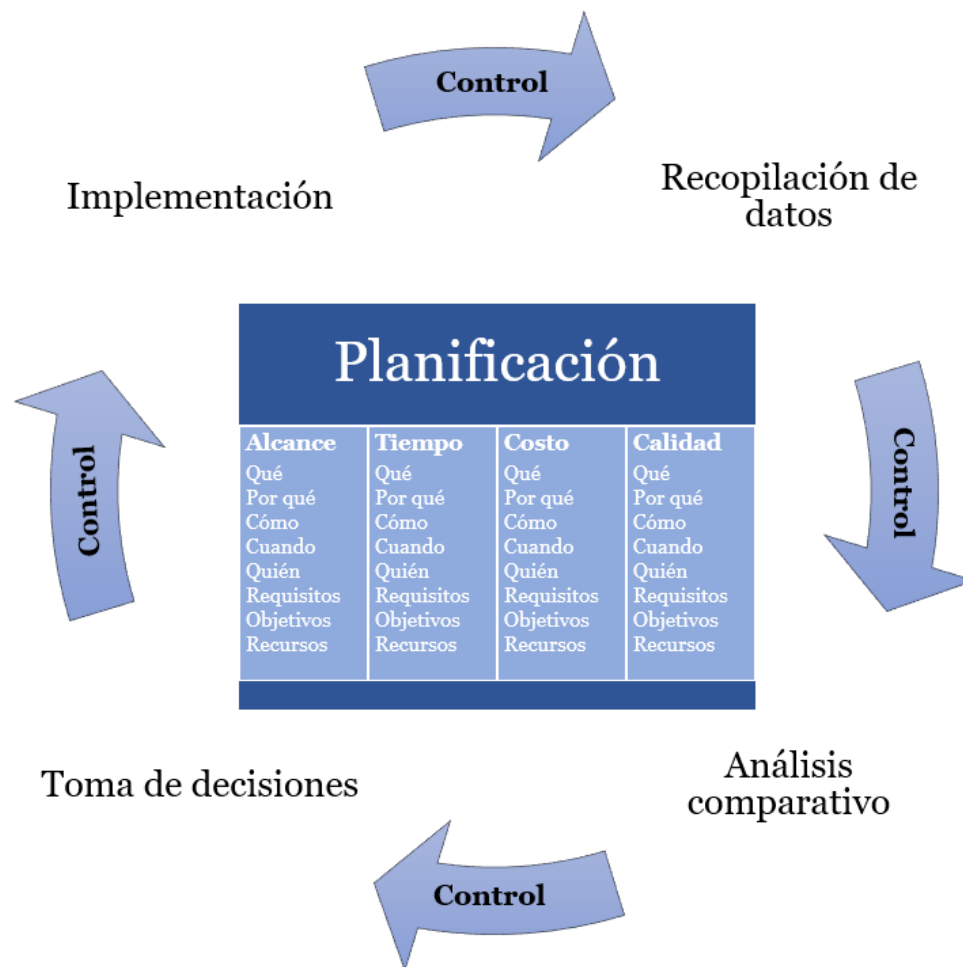 Control
Implementación
Recopilación de
datos
Planificación
Alcance
Qué
Por qué
Cómo
Cuando
Quién
Requisitos
Objetivos
Recursos
Tiempo
Qué
Por qué
Cómo
Cuando
Quién
Requisitos
Objetivos
Recursos
Costo
Qué
Por qué
Cómo
Cuando
Quién
Requisitos
Objetivos
Recursos
Calidad
Qué
Por qué
Cómo
Cuando
Quién
Requisitos
Objetivos
Recursos
Control
Control
Toma de decisiones
Análisis
comparativo
Control